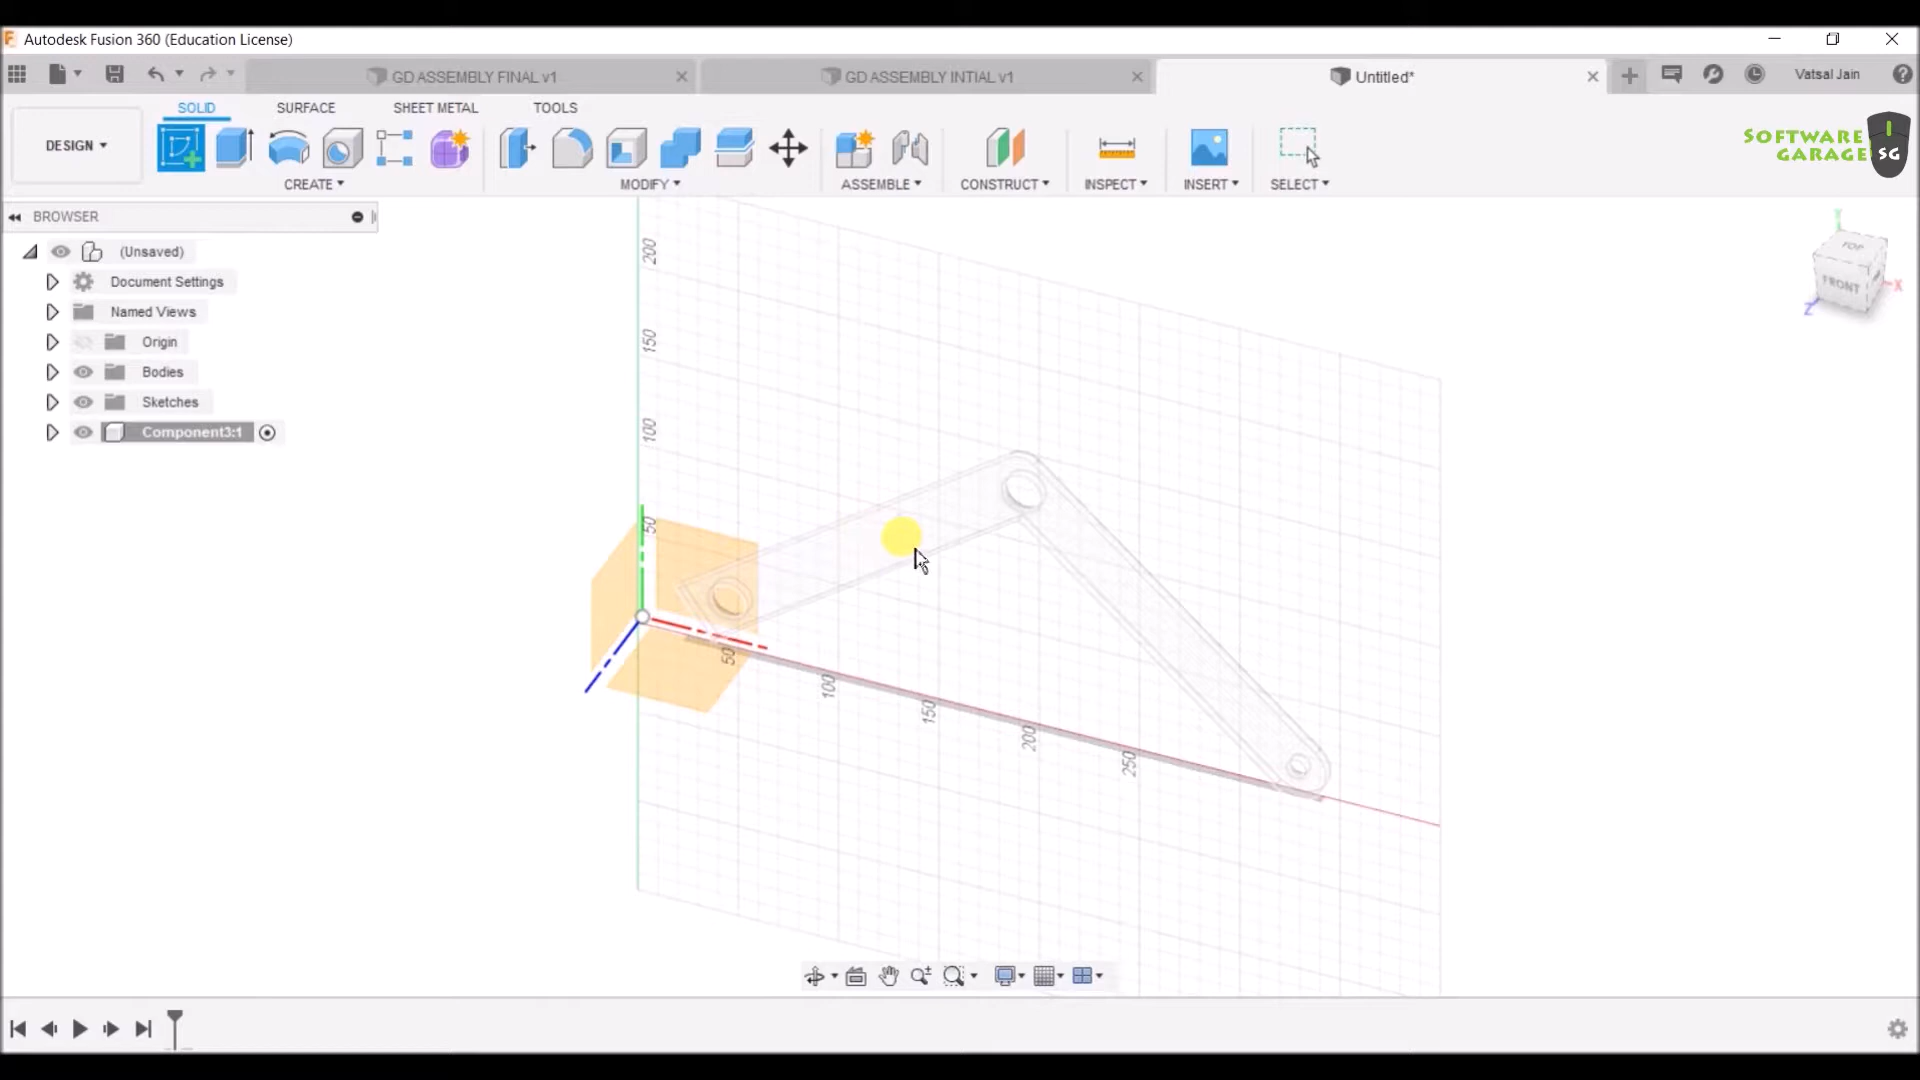 Autodesk Fusion 360 (Education License)
GD ASSEMBLY FINAL v1
GD ASSEMBLY INTIAL v1
Untitled*
Vatsal Jain
DESIGN
SOLID
SURFACE
SHEET METAL
TOOLS
CREATE
MODIFY
ASSEMBLE
CONSTRUCT
INSPECT
INSERT
SELECT
SOFTWARE
GARAGE
SG
BROWSER
(Unsaved)
Document Settings
Named Views
Origin
Bodies
Sketches
Component3:1
200
150
100
50
50
100
150
200
250
Y
TOP
FRONT
X
Z